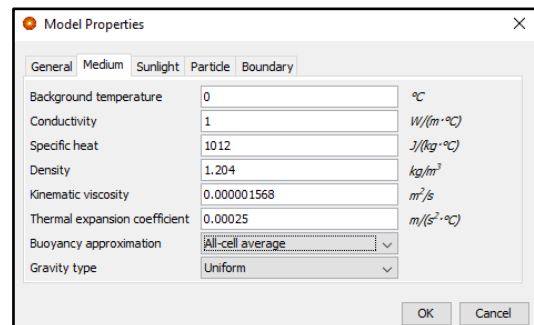 Model Properties
General Medium Sunlight Particle Boundary
Background temperature 0 °C
Conductivity 1 W/(m·°C)
Specific heat 1012 J/(kg·°C)
Density 1.204 kg/m³
Kinematic viscosity 0.000001568 m²/s
Thermal expansion coefficient 0.00025 m/(s²·°C)
Buoyancy approximation All-cell average
Gravity type Uniform
OK Cancel